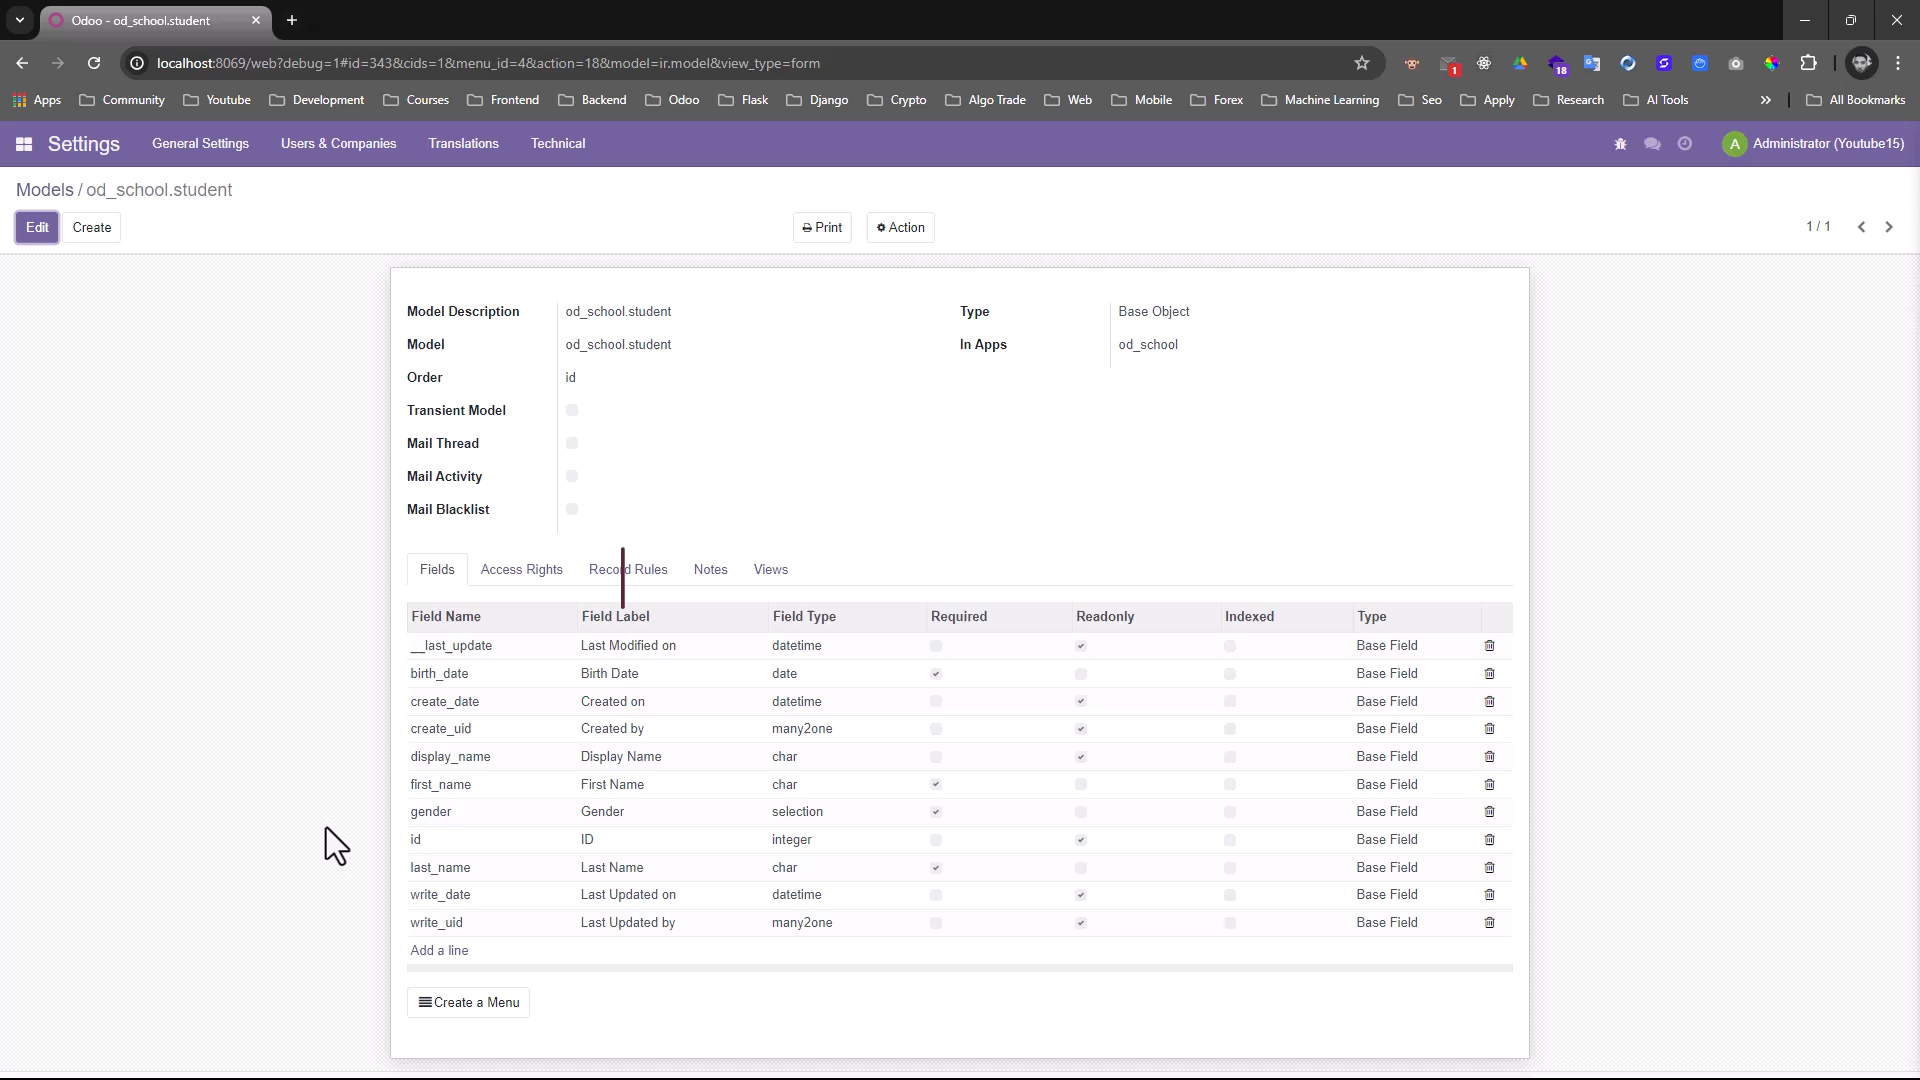 Odoo - od_school.student
localhost:8069/web?debug=1#id=343&cids=1&menu_id=4&action=18&model=ir.model&view_type=form
1
18
Apps Community Youtube Development Courses Frontend Backend Odoo Flask Django Crypto Algo Trade Web Mobile Forex Machine Learning Seo Apply Research AI Tools » All Bookmarks
Settings General Settings Users & Companies Translations Technical A Administrator (Youtube15)
Models / od_school.student
Edit Create Print Action 1 / 1
Model Description od_school.student Type Base Object
Model od_school.student In Apps od_school
Order id
Transient Model
Mail Thread
Mail Activity
Mail Blacklist
Fields Access Rights Record Rules Notes Views
Field Name Field Label Field Type Required Readonly Indexed Type
__last_update Last Modified on datetime Base Field
birth_date Birth Date date Base Field
create_date Created on datetime Base Field
create_uid Created by many2one Base Field
display_name Display Name char Base Field
first_name First Name char Base Field
gender Gender selection Base Field
id ID integer Base Field
last_name Last Name char Base Field
write_date Last Updated on datetime Base Field
write_uid Last Updated by many2one Base Field
Add a line
Create a Menu